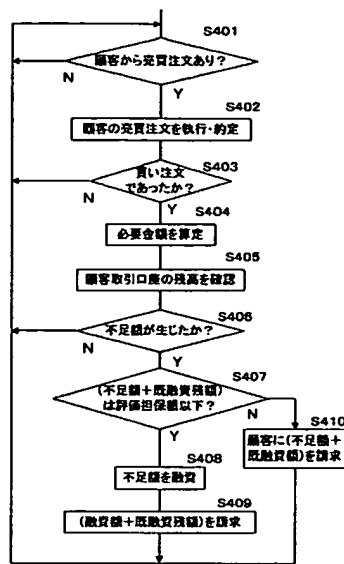 S401
顧客から売買注文あり?
N
Y
S402
顧客の売買注文を執行・約定
S403
買い注文
であったか?
N
Y
S404
必要金額を算定
S405
顧客取引口座の残高を確認
S406
不足額が生じたか?
N
Y
S407
(不足額+既融資残額)
は評価担保額以下?
N
Y
S410
顧客に(不足額+
既融資額)を請求
S408
不足額を融資
S409
(融資額+既融資残額)を請求